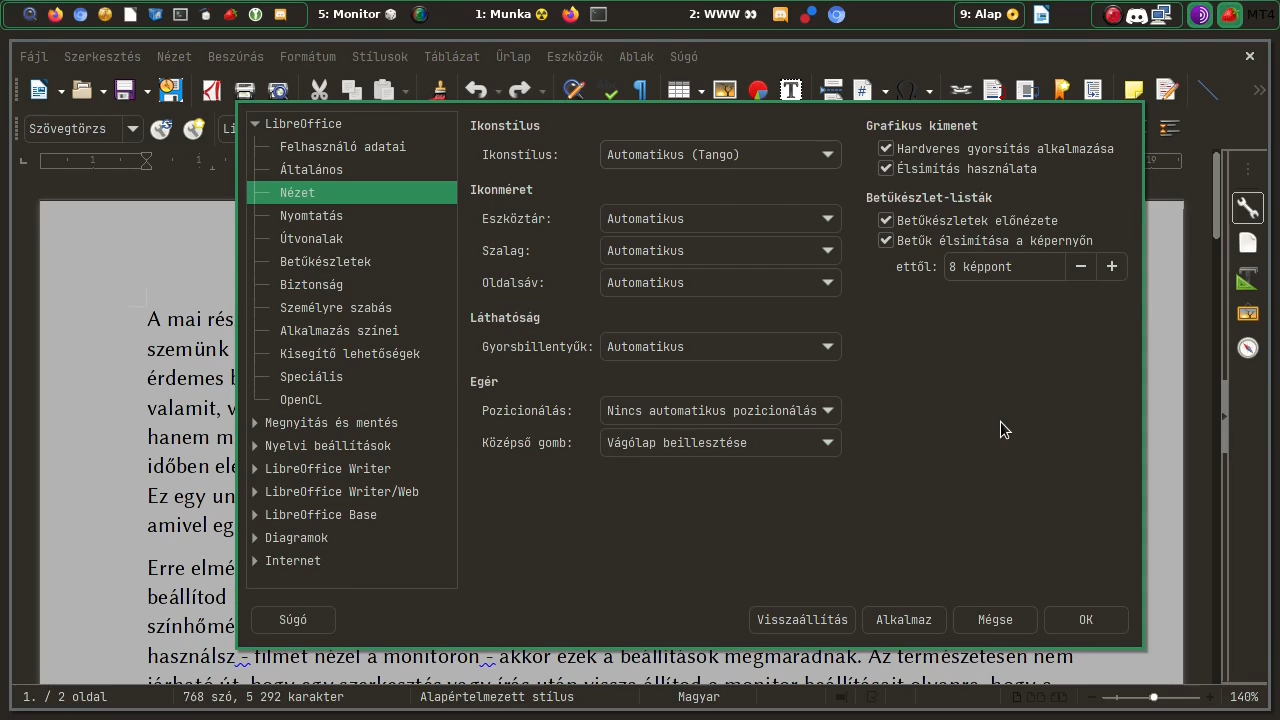 5: Monitor
1: Munka
2: WWW
9: Alap
MT4
Fájl Szerkesztés Nézet Beszúrás Formátum Stílusok Táblázat Űrlap Eszközök Ablak Súgó
Szövegtörzs
Li
1 1 19
LibreOffice
Felhasználó adatai
Általános
Nézet
Nyomtatás
Útvonalak
Betűkészletek
Biztonság
Személyre szabás
Alkalmazás színei
Kisegítő lehetőségek
Speciális
OpenCL
Megnyitás és mentés
Nyelvi beállítások
LibreOffice Writer
LibreOffice Writer/Web
LibreOffice Base
Diagramok
Internet
Ikonstílus
Ikonstílus: Automatikus (Tango)
Ikonméret
Eszköztár: Automatikus
Szalag: Automatikus
Oldalsáv: Automatikus
Láthatóság
Gyorsbillentyűk: Automatikus
Egér
Pozicionálás: Nincs automatikus pozicionálás
Középső gomb: Vágólap beillesztése
Grafikus kimenet
Hardveres gyorsítás alkalmazása
Élsimítás használata
Betűkészlet-listák
Betűkészletek előnézete
Betűk élsimítása a képernyőn
ettől: 8 képpont
Súgó Visszaállítás Alkalmaz Mégse OK
A mai rés
szemünk
érdemes
valamit, v
hanem m
időben ele
Ez egy un
amivel eg
Erre elmé
beállítod
színhőmé
használsz - filmet nézel a monitoron - akkor ezek a beállítások megmaradnak. Az természetesen nem
1. / 2 oldal 768 szó, 5 292 karakter Alapértelmezett stílus Magyar 140%